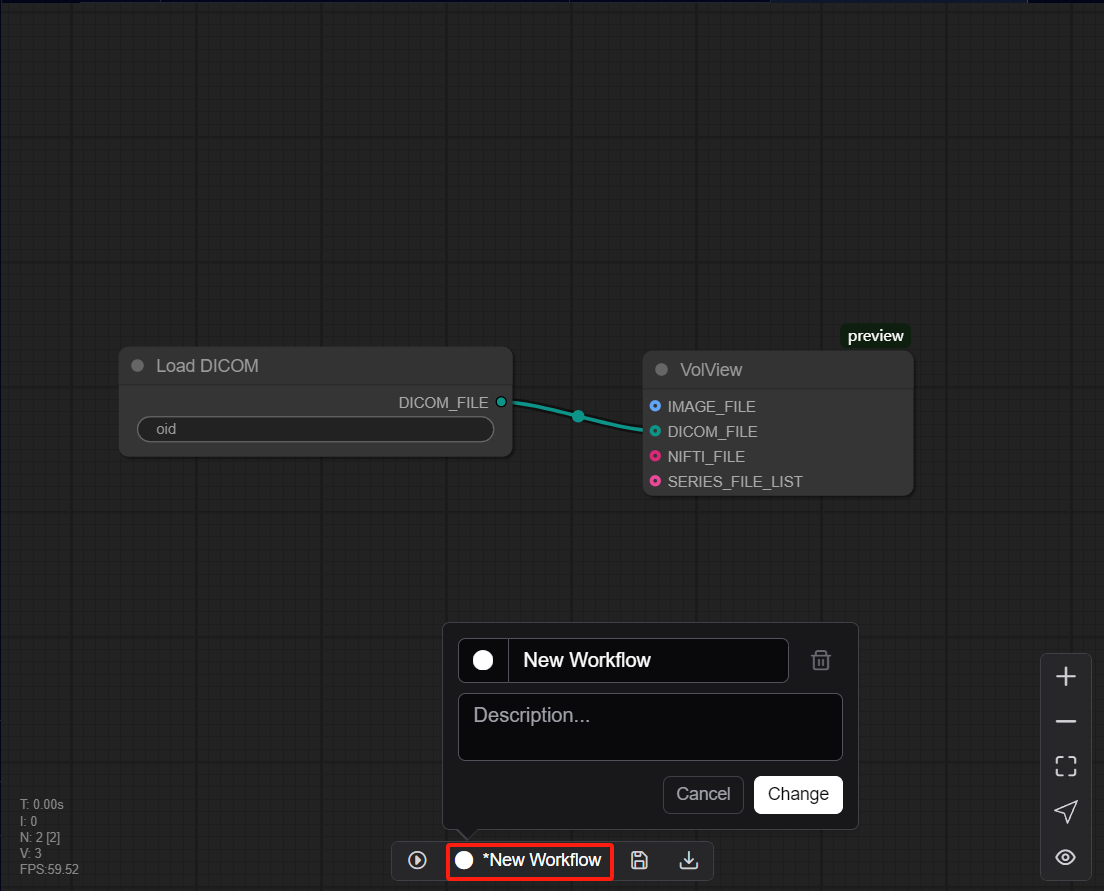 preview
Load DICOM
DICOM_FILE
oid
VolView
IMAGE_FILE
DICOM_FILE
NIFTI_FILE
SERIES_FILE_LIST
New Workflow
Description...
Cancel
Change
T: 0.00s
I: 0
N: 2 [2]
V: 3
FPS:59.52
*New Workflow